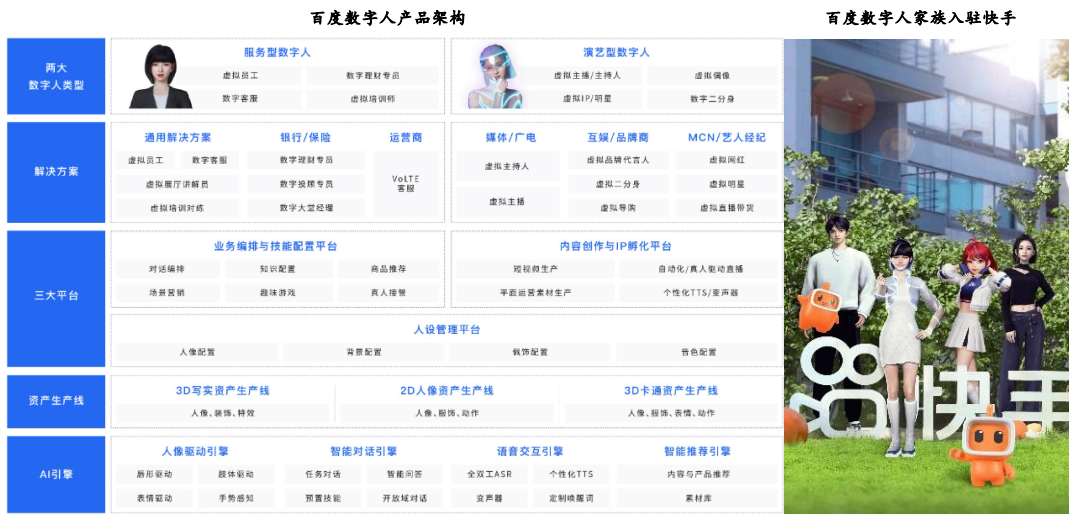 百度数字人产品架构
百度数字人家族入驻快手
两大
数字人类型
服务型数字人
虚拟员工
数字理财专员
数字客服
虚拟培训师
演艺型数字人
虚拟主播/主持人
虚拟偶像
虚拟IP/明星
数字二分身
解决方案
通用解决方案
虚拟员工
数字客服
虚拟展厅讲解员
虚拟培训对练
银行/保险
数字理财专员
数字投顾专员
数字大堂经理
运营商
VoLTE
客服
媒体/广电
虚拟主持人
虚拟主播
互娱/品牌商
虚拟品牌代言人
虚拟二分身
虚拟导购
MCN/艺人经纪
虚拟网红
虚拟明星
虚拟直播带货
三大平台
业务编排与技能配置平台
对话编排
知识配置
商品推荐
场景营销
趣味游戏
真人接管
内容创作与IP孵化平台
短视频生产
自动化/真人驱动直播
平面运营素材生产
个性化TTS/变声器
人设管理平台
人像配置
背景配置
佩饰配置
音色配置
资产生产线
3D写实资产生产线
人像、装饰、特效
2D人像资产生产线
人像、服饰、动作
3D卡通资产生产线
人像、服饰、表情、动作
AI引擎
人像驱动引擎
唇形驱动
肢体驱动
表情驱动
手势感知
智能对话引擎
任务对话
智能问答
预置技能
开放域对话
语音交互引擎
全双工ASR
个性化TTS
变声器
定制唤醒词
智能推荐引擎
内容与产品推荐
素材库
快手